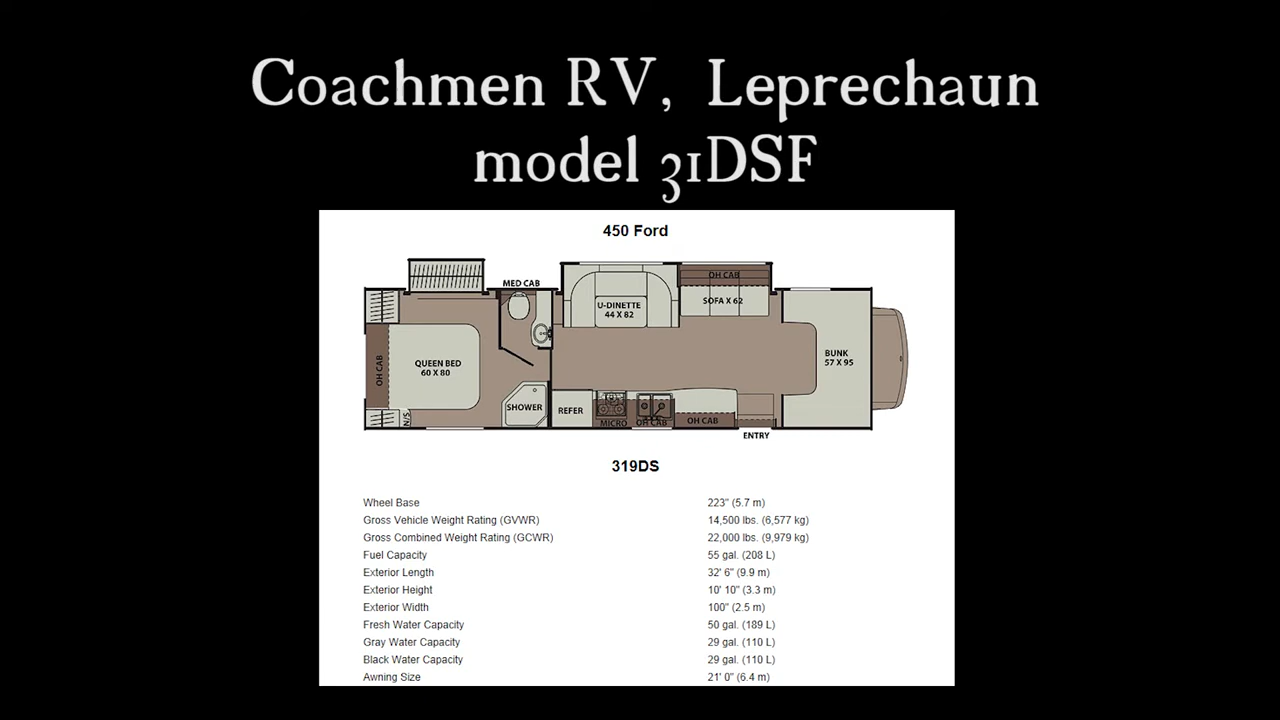 Coachmen RV, Leprechaun
model 31DSF
450 Ford
MED CAB
OH CAB
U-DINETTE
44 X 82
SOFA X 62
OH CAB
QUEEN BED
60 X 80
BUNK
57 X 95
N/S
SHOWER
REFER
MICRO
OH CAB
OH CAB
ENTRY
319DS
Wheel Base 223" (5.7 m)
Gross Vehicle Weight Rating (GVWR) 14,500 lbs. (6,577 kg)
Gross Combined Weight Rating (GCWR) 22,000 lbs. (9,979 kg)
Fuel Capacity 55 gal. (208 L)
Exterior Length 32' 6" (9.9 m)
Exterior Height 10' 10" (3.3 m)
Exterior Width 100" (2.5 m)
Fresh Water Capacity 50 gal. (189 L)
Gray Water Capacity 29 gal. (110 L)
Black Water Capacity 29 gal. (110 L)
Awning Size 21' 0" (6.4 m)